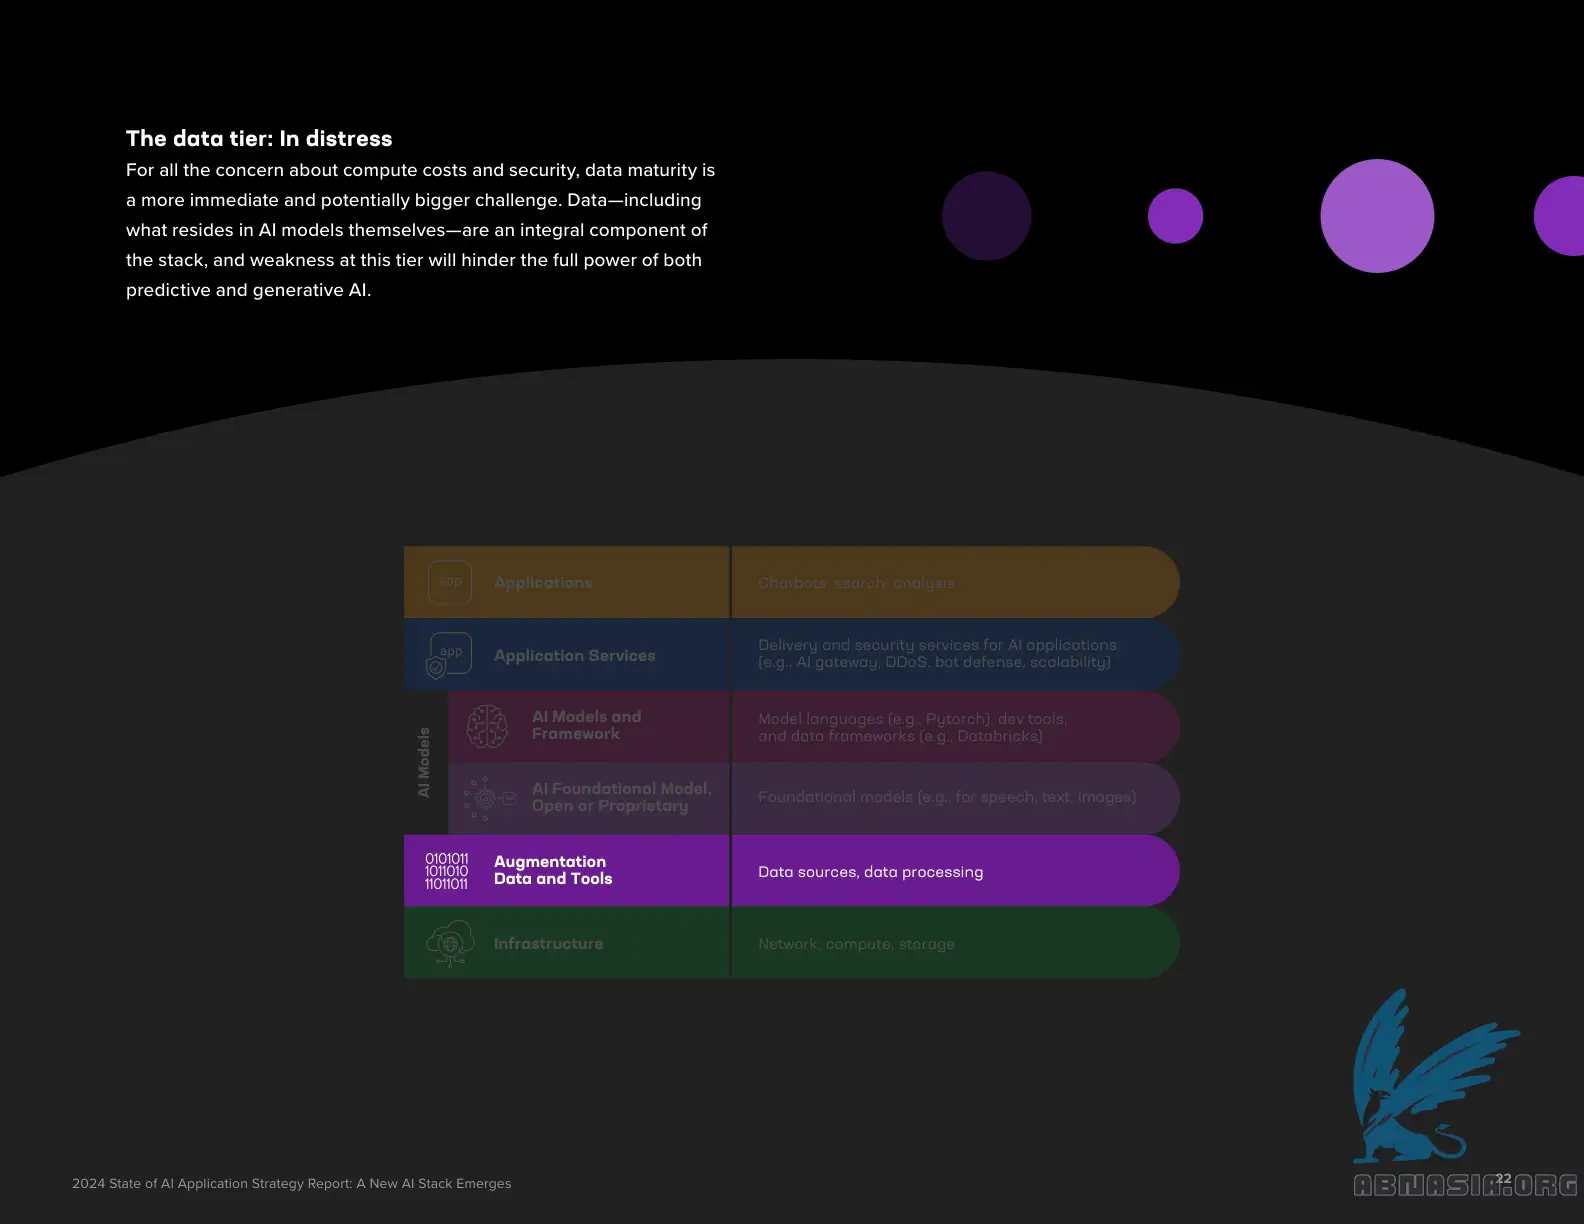 The data tier: In distress
For all the concern about compute costs and security, data maturity is
a more immediate and potentially bigger challenge. Data—including
what resides in AI models themselves—are an integral component of
the stack, and weakness at this tier will hinder the full power of both
predictive and generative AI.
app
Applications
Chatbots, search, analysis
app
Application Services
Delivery and security services for AI applications
(e.g., AI gateway, DDoS, bot defense, scalability)
AI Models
AI Models and
Framework
Model languages (e.g., Pytorch), dev tools,
and data frameworks (e.g., Databricks)
AI Foundational Model,
Open or Proprietary
Foundational models (e.g., for speech, text, images)
0101011
1011010
11011011
Augmentation
Data and Tools
Data sources, data processing
Infrastructure
Network, compute, storage
2024 State of AI Application Strategy Report: A New AI Stack Emerges
22
ABNASIA.ORG